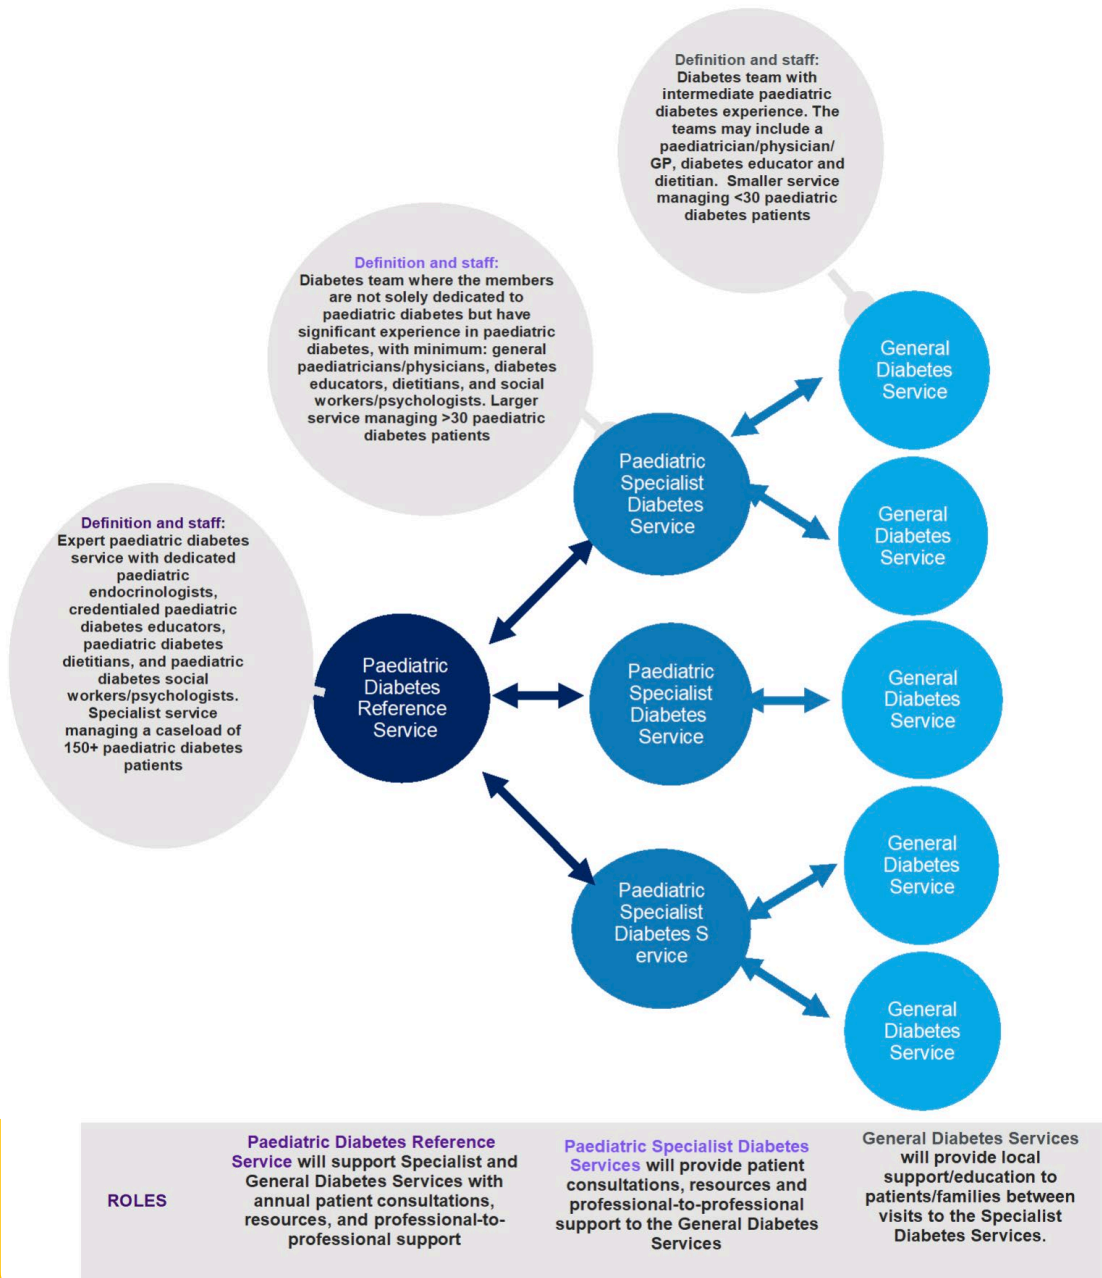 Definition and staff:
Diabetes team with
intermediate paediatric
diabetes experience. The
teams may include a
paediatrician/physician/
GP, diabetes educator and
dietitian.  Smaller service
managing <30 paediatric
diabetes patients
Definition and staff:
Diabetes team where the members
are not solely dedicated to
paediatric diabetes but have
significant experience in paediatric
diabetes, with minimum: general
paediatricians/physicians, diabetes
educators, dietitians, and social
workers/psychologists. Larger
service managing >30 paediatric
diabetes patients
Definition and staff:
Expert paediatric diabetes
service with dedicated
paediatric
endocrinologists,
credentialed paediatric
diabetes educators,
paediatric diabetes
dietitians, and paediatric
diabetes social
workers/psychologists.
Specialist service
managing a caseload of
150+ paediatric diabetes
patients
Paediatric
Diabetes
Reference
Service
Paediatric
Specialist
Diabetes
Service
Paediatric
Specialist
Diabetes
Service
Paediatric
Specialist
Diabetes S
ervice
General
Diabetes
Service
General
Diabetes
Service
General
Diabetes
Service
General
Diabetes
Service
General
Diabetes
Service
ROLES
Paediatric Diabetes Reference
Service will support Specialist and
General Diabetes Services with
annual patient consultations,
resources, and professional-to-
professional support
Paediatric Specialist Diabetes
Services will provide patient
consultations, resources and
professional-to-professional
support to the General Diabetes
Services
General Diabetes Services
will provide local
support/education to
patients/families between
visits to the Specialist
Diabetes Services.